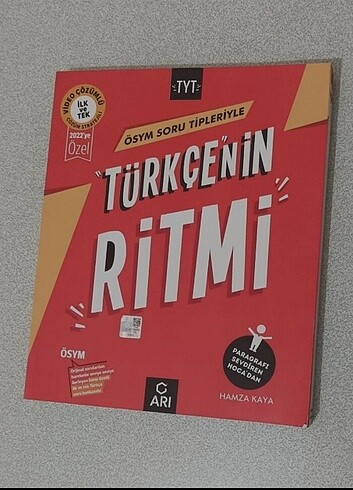 TYT
VİDEO ÇÖZÜMLÜ
İLK ve TEK
2022'ye
Özel
ÖSYM SORU TİPLERİYLE
"TÜRKÇE'NİN"
RİTMİ
ÖSYM
PARAGRAFI
SEVDİREN
HOCA'DAN
ARI
HAMZA KAYA